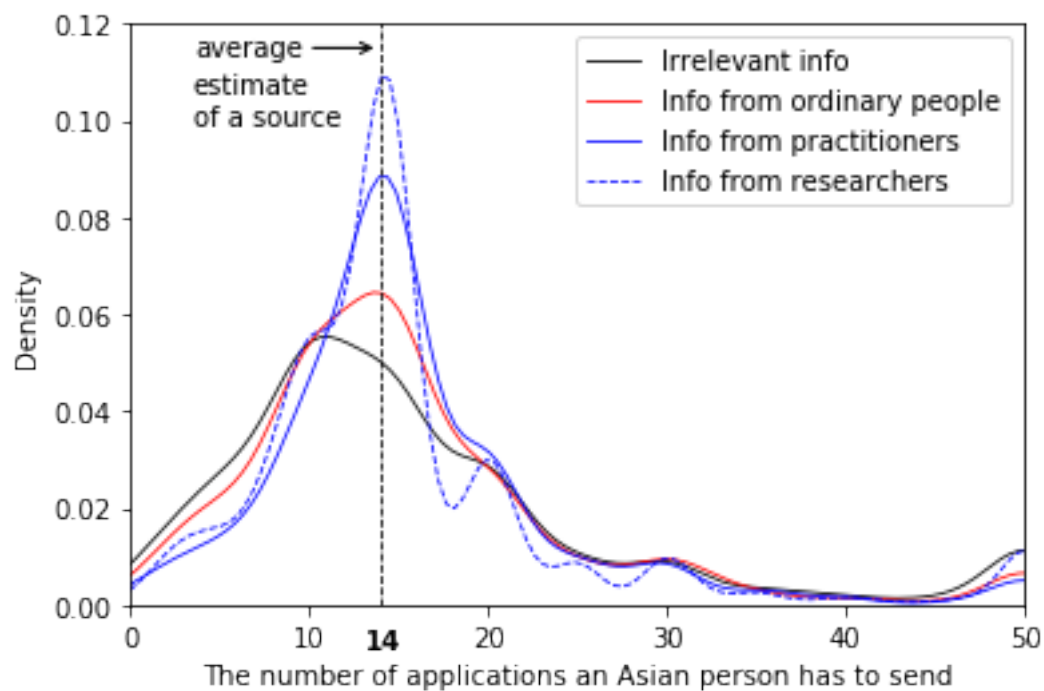 0.12
0.10
0.08
0.06
0.04
0.02
0.00
Density
average
estimate
of a source
Irrelevant info
Info from ordinary people
Info from practitioners
Info from researchers
0
10
14
20
30
40
50
The number of applications an Asian person has to send